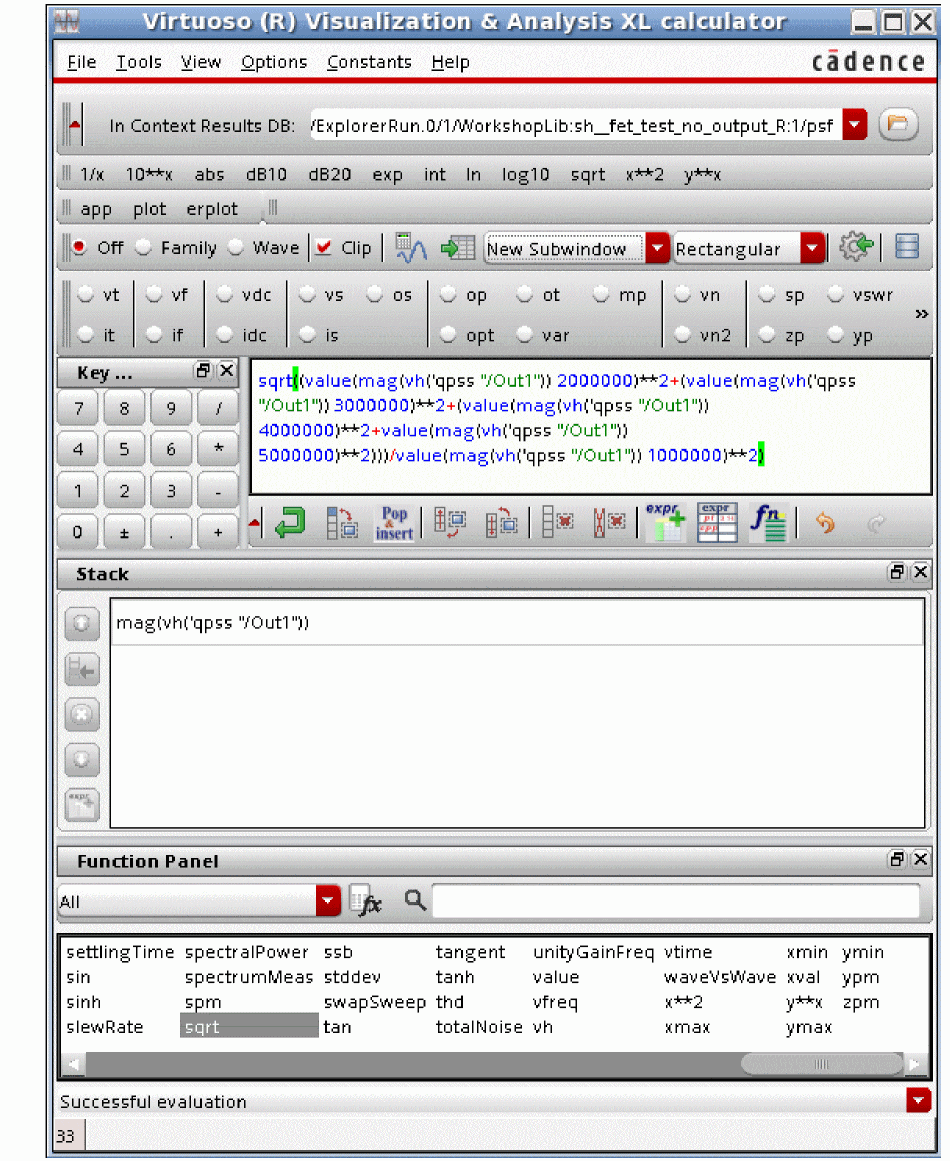 Virtuoso (R) Visualization & Analysis XL calculator
File Tools View Options Constants Help
cādence
In Context Results DB: /ExplorerRun.0/1/WorkshopLib:sh__fet_test_no_output_R:1/psf
1/x 10**x abs dB10 dB20 exp int ln log10 sqrt x**2 y**x
app plot erplot
Off Family Wave Clip New Subwindow Rectangular
vt vf vdc vs os op ot mp vn sp vswr »
it if idc is opt var vn2 zp yp
Key ...
7 8 9 /
4 5 6 *
1 2 3 -
0 ± . +
sqrt((value(mag(vh('qpss "/Out1")) 2000000)**2+(value(mag(vh('qpss
"/Out1")) 3000000)**2+(value(mag(vh('qpss "/Out1"))
4000000)**2+value(mag(vh('qpss "/Out1"))
5000000)**2)))/value(mag(vh('qpss "/Out1")) 1000000)**2)
Pop
insert
expr
expr
fn
Stack
mag(vh('qpss "/Out1"))
expr
Function Panel
All
fx
settlingTime spectralPower ssb tangent unityGainFreq vtime xmin ymin
sin spectrumMeas stddev tanh value waveVsWave xval ypm
sinh spm swapSweep thd vfreq x**2 y**x zpm
slewRate sqrt tan totalNoise vh xmax ymax
Successful evaluation
33